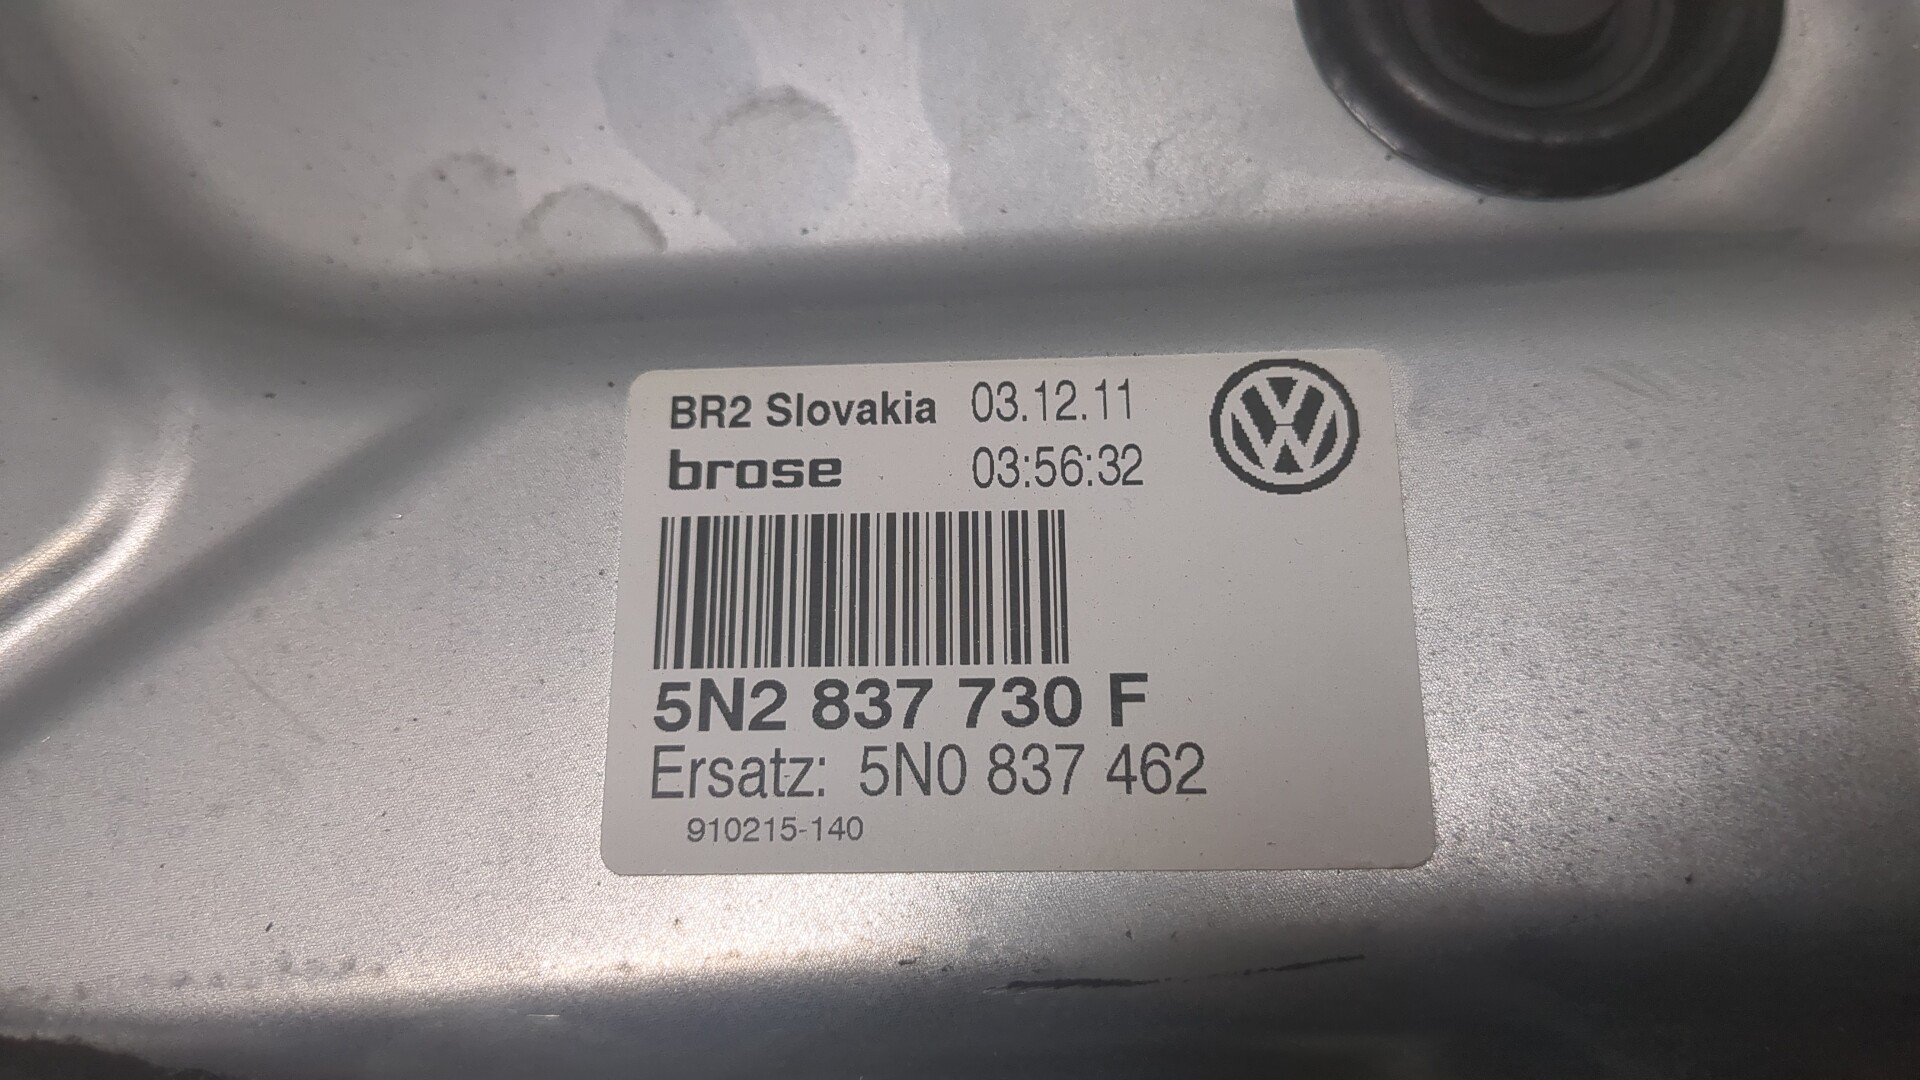 BR2 Slovakia 03.12.11
brose 03:56:32
5N2 837 730 F
Ersatz: 5N0 837 462
910215-140